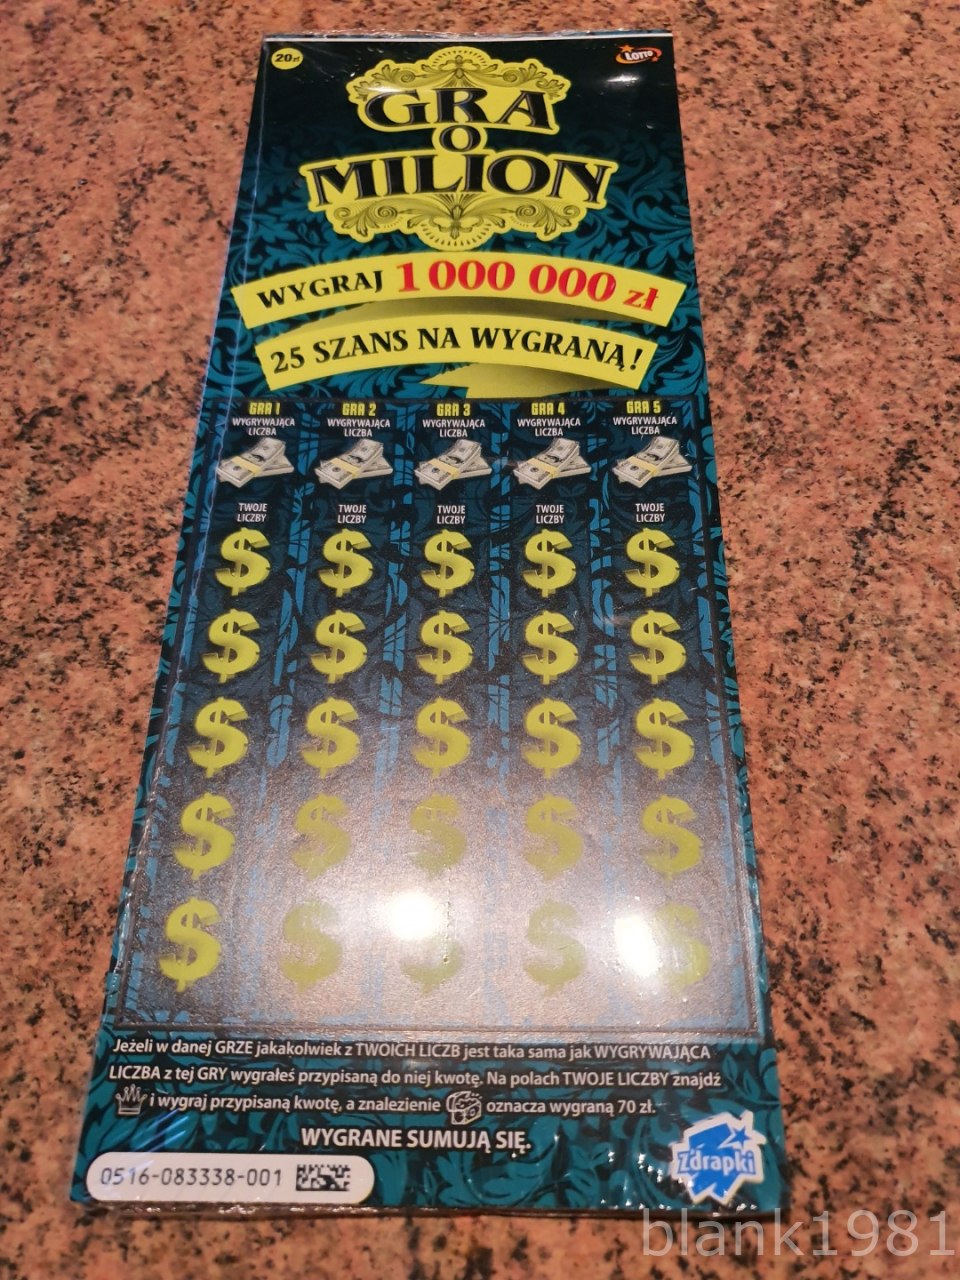 20 zł
LOTTO
GRA
O
MILION
WYGRAJ 1 000 000 zł
25 SZANS NA WYGRANĄ!
GRA 1 GRA 2 GRA 3 GRA 4 GRA 5
WYGRYWAJĄCA LICZBA WYGRYWAJĄCA LICZBA WYGRYWAJĄCA LICZBA WYGRYWAJĄCA LICZBA WYGRYWAJĄCA LICZBA
TWOJE LICZBY TWOJE LICZBY TWOJE LICZBY TWOJE LICZBY TWOJE LICZBY
$ $ $ $ $
$ $ $ $ $
$ $ $ $ $
$ $ $ $ $
$ $ $ $ $
Jeżeli w danej GRZE jakakolwiek z TWOICH LICZB jest taka sama jak WYGRYWAJĄCA
LICZBA z tej GRY wygrałeś przypisaną do niej kwotę. Na polach TWOJE LICZBY znajdź
i wygraj przypisaną kwotę, a znalezienie oznacza wygraną 70 zł.
WYGRANE SUMUJĄ SIĘ.
Zdrapki
0516-083338-001
blank1981